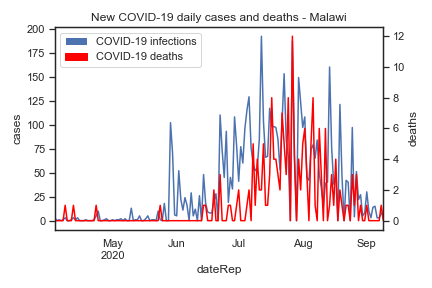 New COVID-19 daily cases and deaths - Malawi
COVID-19 infections
COVID-19 deaths
cases
200
175
150
125
100
75
50
25
0
deaths
12
10
8
6
4
2
0
May Jun Jul Aug Sep
2020
dateRep